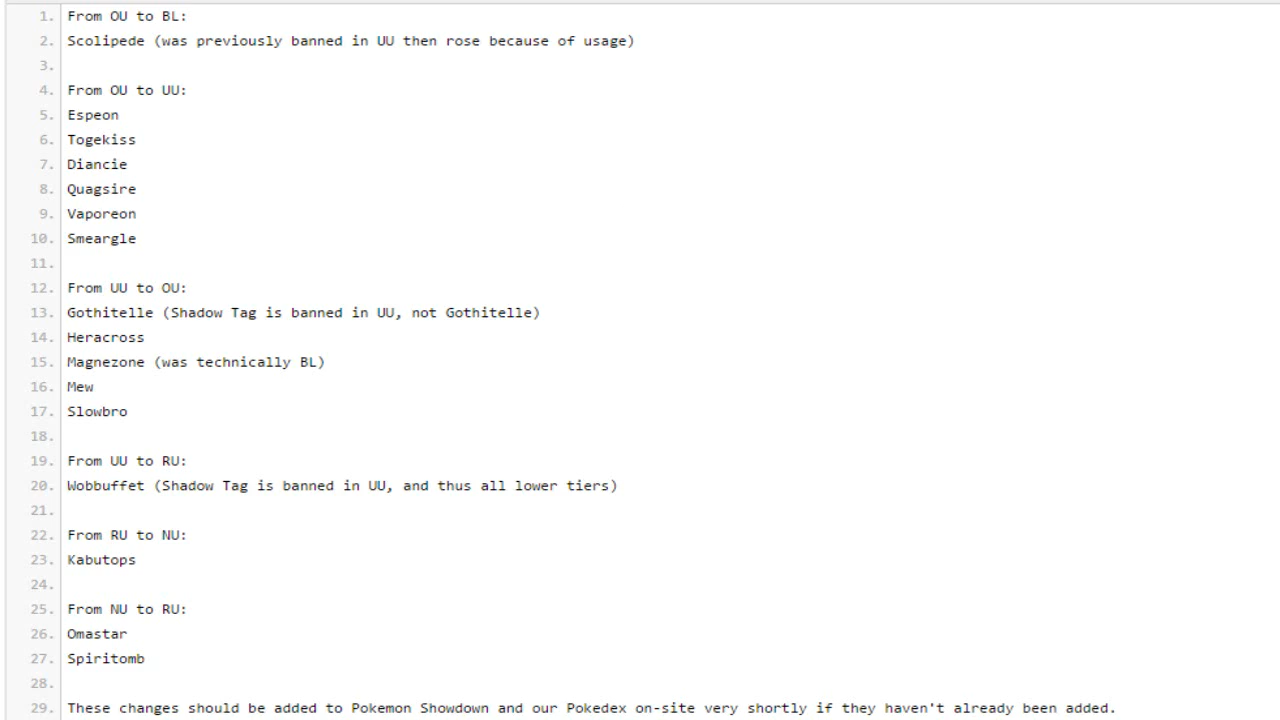 1. From OU to BL:
2. Scolipede (was previously banned in UU then rose because of usage)
3.
4. From OU to UU:
5. Espeon
6. Togekiss
7. Diancie
8. Quagsire
9. Vaporeon
10. Smeargle
11.
12. From UU to OU:
13. Gothitelle (Shadow Tag is banned in UU, not Gothitelle)
14. Heracross
15. Magnezone (was technically BL)
16. Mew
17. Slowbro
18.
19. From UU to RU:
20. Wobbuffet (Shadow Tag is banned in UU, and thus all lower tiers)
21.
22. From RU to NU:
23. Kabutops
24.
25. From NU to RU:
26. Omastar
27. Spiritomb
28.
29. These changes should be added to Pokemon Showdown and our Pokedex on-site very shortly if they haven't already been added.